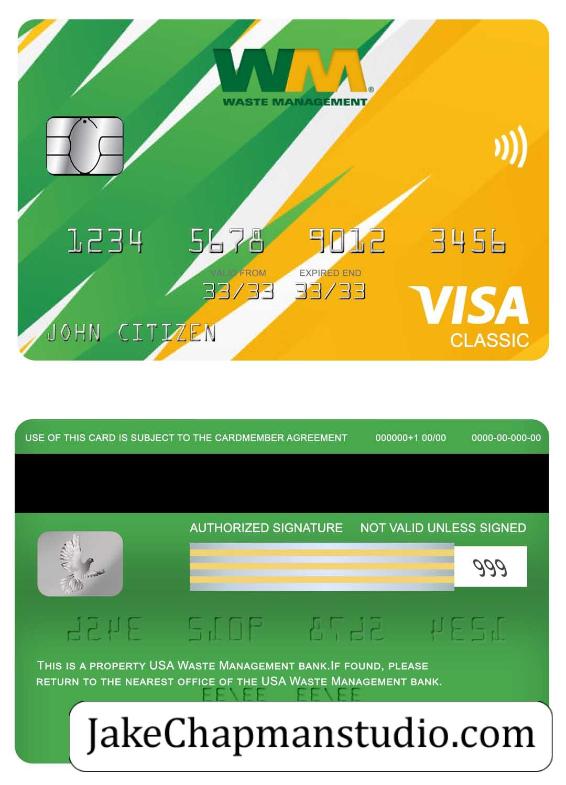 WM®
WASTE MANAGEMENT
1234 5678 9012 3456
VALID FROM EXPIRED END
33/33 33/33
JOHN CITIZEN
VISA
CLASSIC
USE OF THIS CARD IS SUBJECT TO THE CARDMEMBER AGREEMENT 000000+1 00/00 0000-00-000-00
AUTHORIZED SIGNATURE NOT VALID UNLESS SIGNED
999
THIS IS A PROPERTY USA WASTE MANAGEMENT BANK.IF FOUND, PLEASE
RETURN TO THE NEAREST OFFICE OF THE USA WASTE MANAGEMENT BANK.
JakeChapmanstudio.com